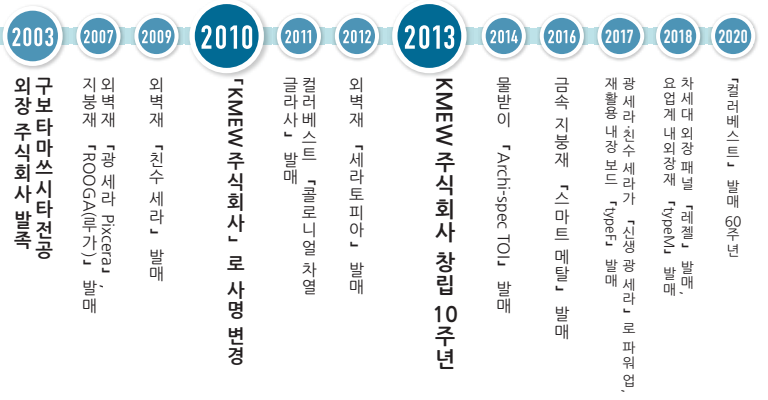 2003
구보타마쓰시타전공
외장 주식회사 발족
2007
외벽재 「광 세라 Pixcera」,
지붕재 「ROOGA(루가)」 발매
2009
외벽재 「친수 세라」 발매
2010
「KMEW 주식회사」로 사명 변경
2011
컬러베스트 「콜로니얼 차열
글라사」 발매
2012
외벽재 「세라토피아」 발매
2013
KMEW 주식회사 창립 10주년
2014
물받이 「Archi-spec TOI」 발매
2016
금속 지붕재 「스마트 메탈」 발매
2017
광 세라·친수 세라가 「신생 광 세라」로 파워 업,
재활용 내장 보드 「typeF」 발매
2018
차세대 외장 패널 「레젤」 발매,
요업계 내외장재 「typeM」 발매
2020
「컬러베스트」 발매 60주년